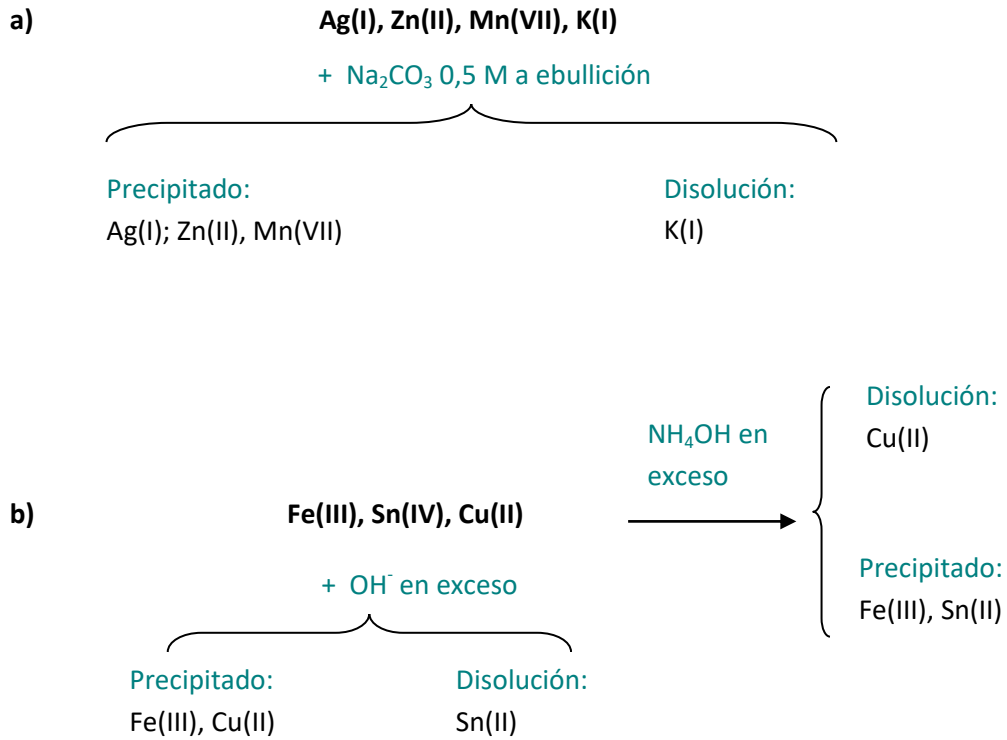 a) Ag(I), Zn(II), Mn(VII), K(I)
+ Na₂CO₃ 0,5 M a ebullición
Precipitado: Disolución:
Ag(I); Zn(II), Mn(VII) K(I)
Disolución:
Cu(II)
NH₄OH en
exceso
b) Fe(III), Sn(IV), Cu(II)
+ OH⁻ en exceso
Precipitado:
Fe(III), Sn(II)
Precipitado: Disolución:
Fe(III), Cu(II) Sn(II)